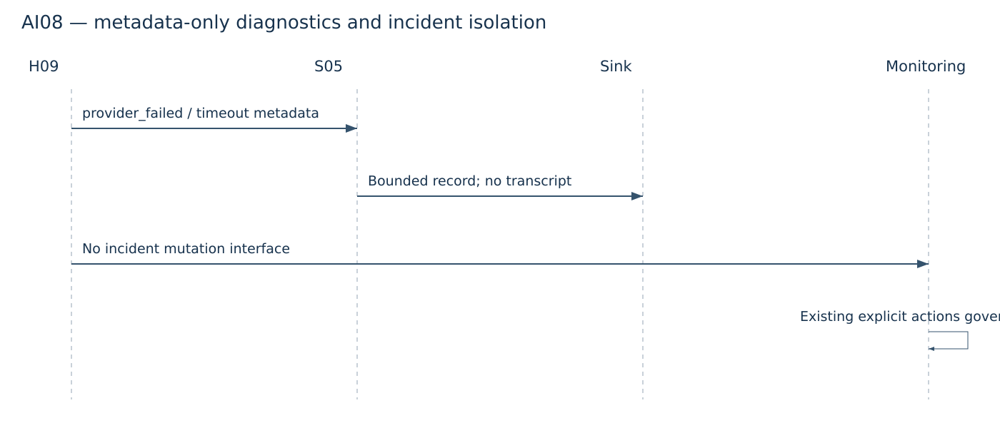 AI08 — metadata-only diagnostics and incident isolation
H09 S05 Sink Monitoring
provider_failed / timeout metadata
Bounded record; no transcript
No incident mutation interface
Existing explicit actions